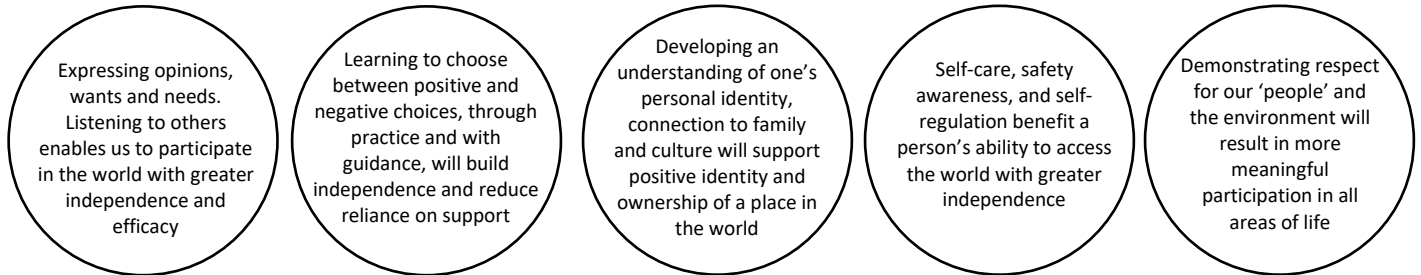 Expressing opinions,
wants and needs.
Listening to others
enables us to participate
in the world with greater
independence and
efficacy
Learning to choose
between positive and
negative choices, through
practice and with
guidance, will build
independence and reduce
reliance on support
Developing an
understanding of one’s
personal identity,
connection to family
and culture will support
positive identity and
ownership of a place in
the world
Self-care, safety
awareness, and self-
regulation benefit a
person’s ability to access
the world with greater
independence
Demonstrating respect
for our ‘people’ and
the environment will
result in more
meaningful
participation in all
areas of life